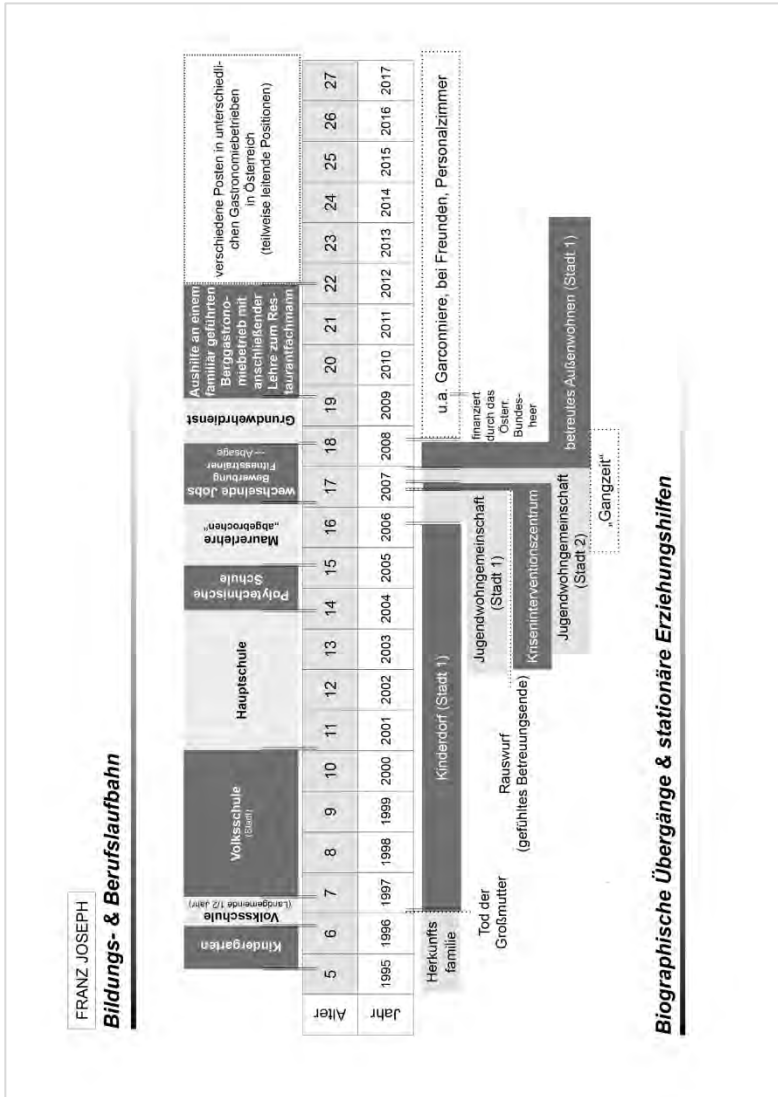 FRANZ JOSEPH
Bildungs- & Berufslaufbahn
Kindergarten
Volksschule
(Landgemeinde 1/2 Jahr)
Volksschule
(Stadt)
Hauptschule
Polytechnische
Schule
Maurerlehre
„abgebrochen“
wechselnde Jobs
Bewerbung
Fitnesstrainer
—Absage
Grundwehrdienst
Aushilfe an einem
familiär geführten
Berggastrono-
miebetrieb mit
anschließender
Lehre zum Res-
taurantfachmann
verschiedene Posten in unterschiedli-
chen Gastronomiebetrieben
in Österreich
(teilweise leitende Positionen)
Alter 5 6 7 8 9 10 11 12 13 14 15 16 17 18 19 20 21 22 23 24 25 26 27
Jahr 1995 1996 1997 1998 1999 2000 2001 2002 2003 2004 2005 2006 2007 2008 2009 2010 2011 2012 2013 2014 2015 2016 2017
Herkunfts
familie
Tod der
Großmutter
Kinderdorf (Stadt 1)
Rauswurf
(gefühltes Betreuungsende)
Jugendwohngemeinschaft
(Stadt 1)
Kriseninterventionszentrum
Jugendwohngemeinschaft
(Stadt 2)
„Gangzeit“
betreutes Außenwohnen (Stadt 1)
finanziert
durch das
Österr.
Bundes-
heer
u.a. Garconniere, bei Freunden, Personalzimmer
Biographische Übergänge & stationäre Erziehungshilfen